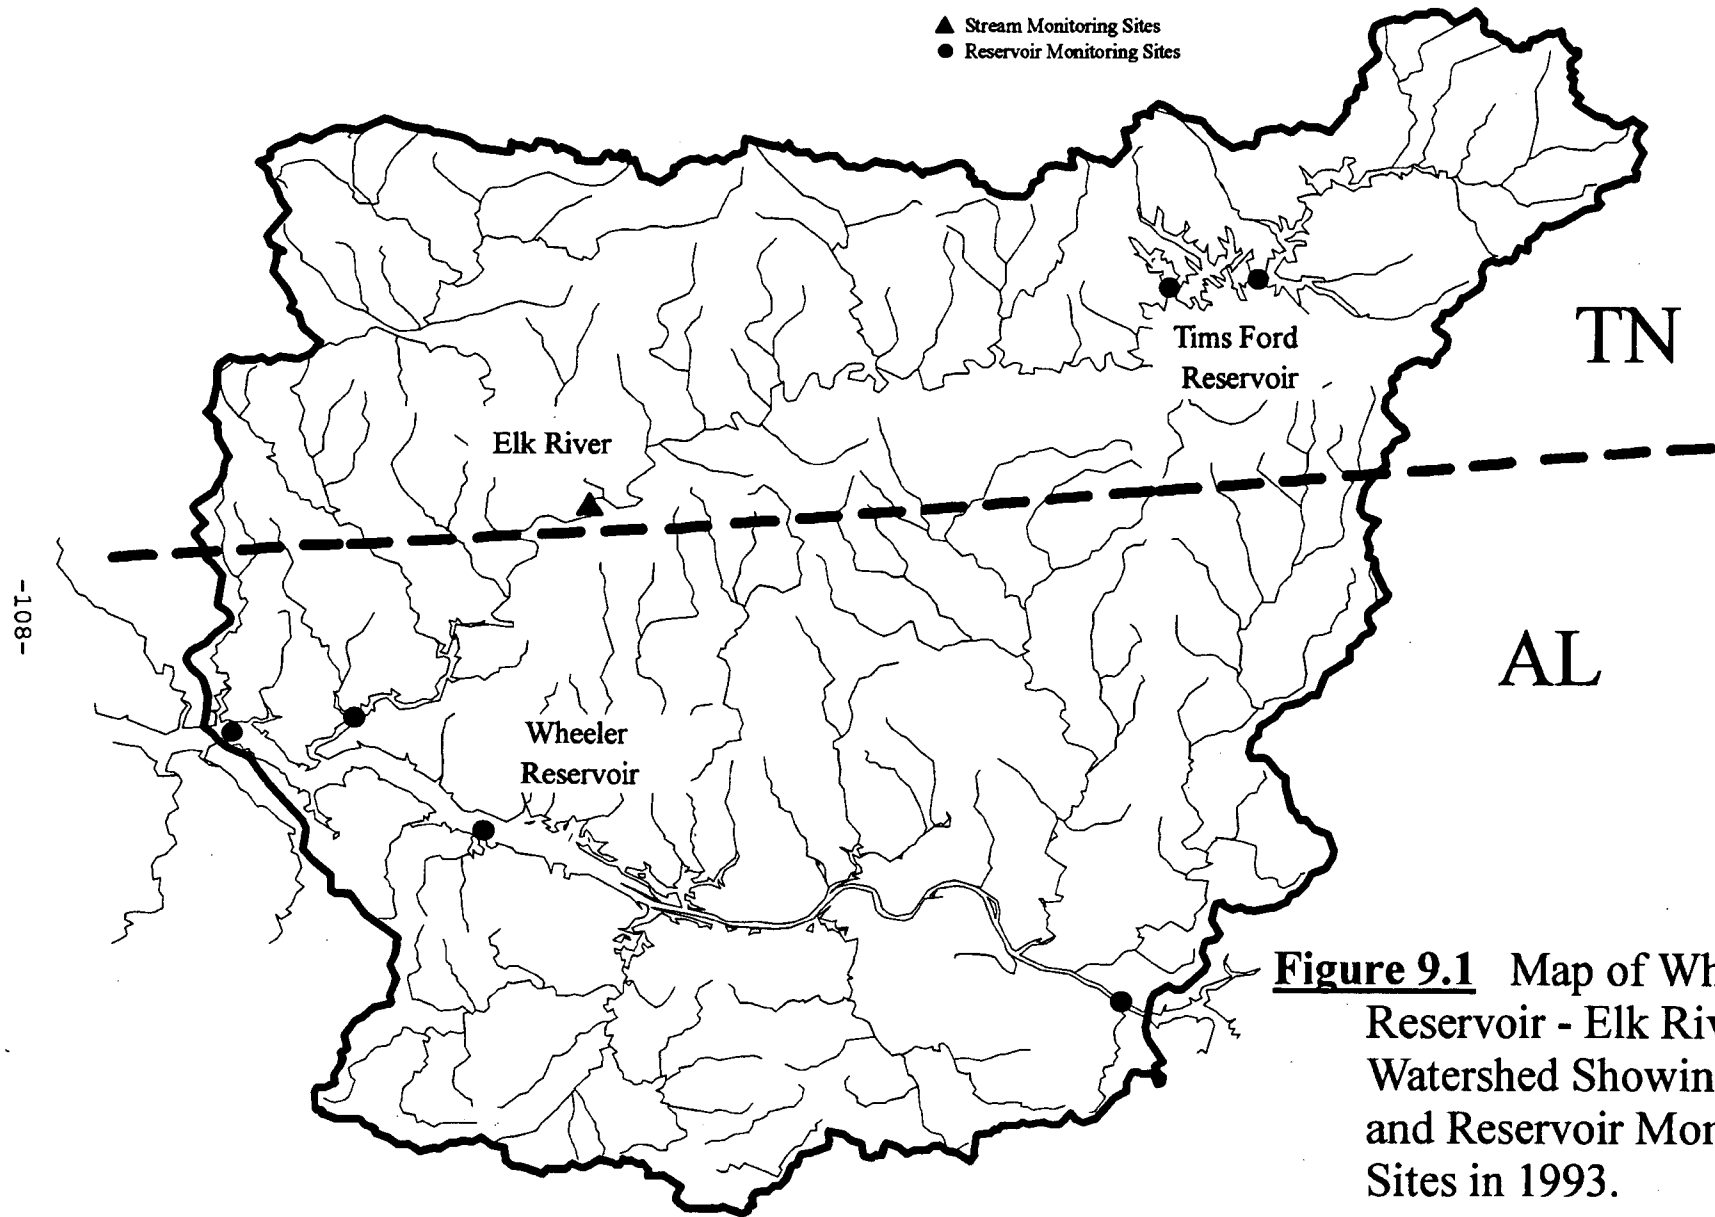 Stream Monitoring Sites
Reservoir Monitoring Sites
TN
Tims Ford
Reservoir
Elk River
AL
-108-
Wheeler
Reservoir
Figure 9.1 Map of Wh
Reservoir - Elk Riv
Watershed Showin
and Reservoir Mon
Sites in 1993.